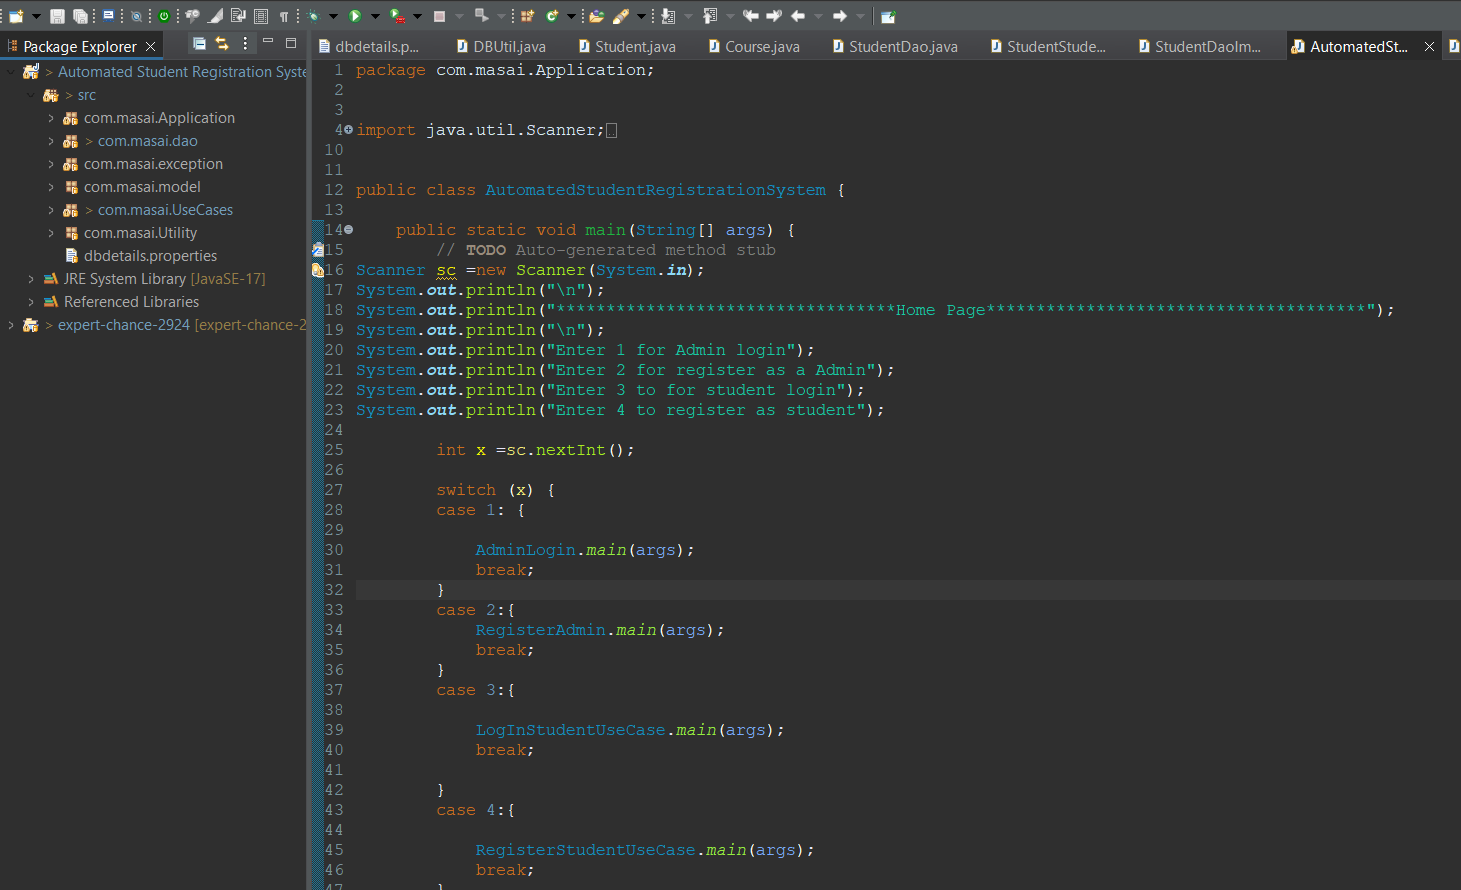 Package Explorer
> Automated Student Registration Syste
> src
com.masai.Application
> com.masai.dao
com.masai.exception
com.masai.model
> com.masai.UseCases
com.masai.Utility
dbdetails.properties
JRE System Library [JavaSE-17]
Referenced Libraries
> expert-chance-2924 [expert-chance-2
dbdetails.p... DBUtil.java Student.java Course.java StudentDao.java StudentStude... StudentDaoIm... AutomatedSt...
1 package com.masai.Application;
2
3
4 import java.util.Scanner;
10
11
12 public class AutomatedStudentRegistrationSystem {
13
14 public static void main(String[] args) {
15 // TODO Auto-generated method stub
16 Scanner sc =new Scanner(System.in);
17 System.out.println("\n");
18 System.out.println("**********************************Home Page**************************************");
19 System.out.println("\n");
20 System.out.println("Enter 1 for Admin login");
21 System.out.println("Enter 2 for register as a Admin");
22 System.out.println("Enter 3 to for student login");
23 System.out.println("Enter 4 to register as student");
24
25 int x =sc.nextInt();
26
27 switch (x) {
28 case 1: {
29
30 AdminLogin.main(args);
31 break;
32 }
33 case 2:{
34 RegisterAdmin.main(args);
35 break;
36 }
37 case 3:{
38
39 LogInStudentUseCase.main(args);
40 break;
41
42 }
43 case 4:{
44
45 RegisterStudentUseCase.main(args);
46 break;
47 }